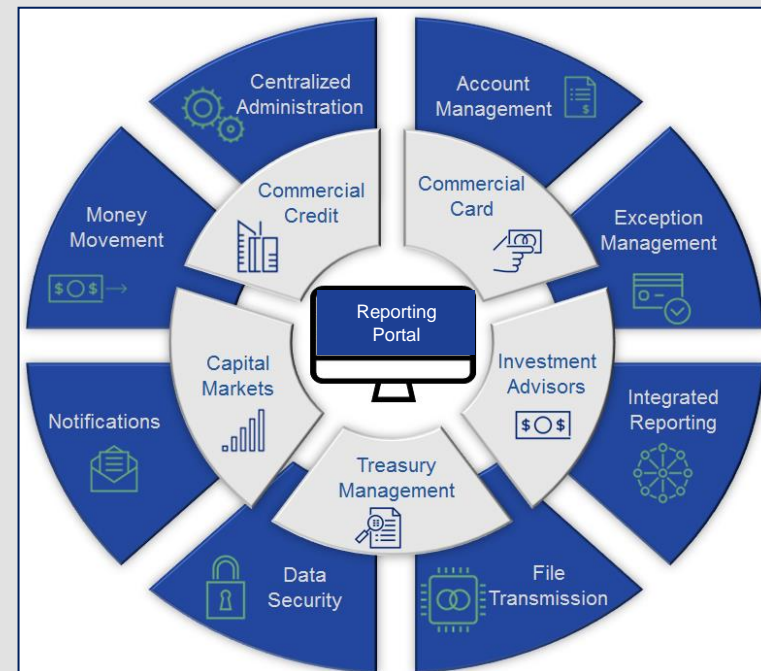 Centralized
Administration
Account
Management
Commercial
Credit
Commercial
Card
Money
Movement
Exception
Management
Reporting
Portal
Capital
Markets
Investment
Advisors
Notifications
Integrated
Reporting
Treasury
Management
Data
Security
File
Transmission